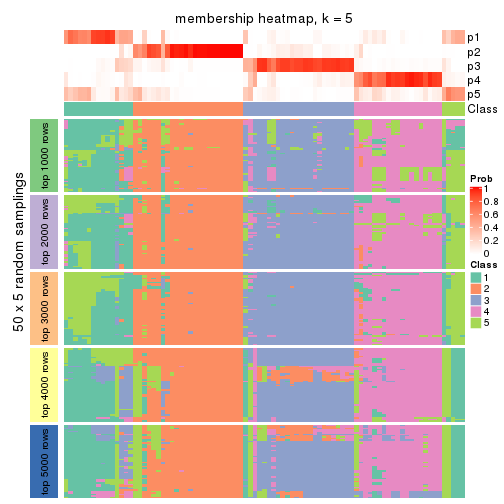 membership heatmap, k = 5
p1
p2
p3
p4
p5
Class
50 x 5 random samplings
top 1000 rows
top 2000 rows
top 3000 rows
top 4000 rows
top 5000 rows
Prob
1
0.8
0.6
0.4
0.2
0
Class
1
2
3
4
5